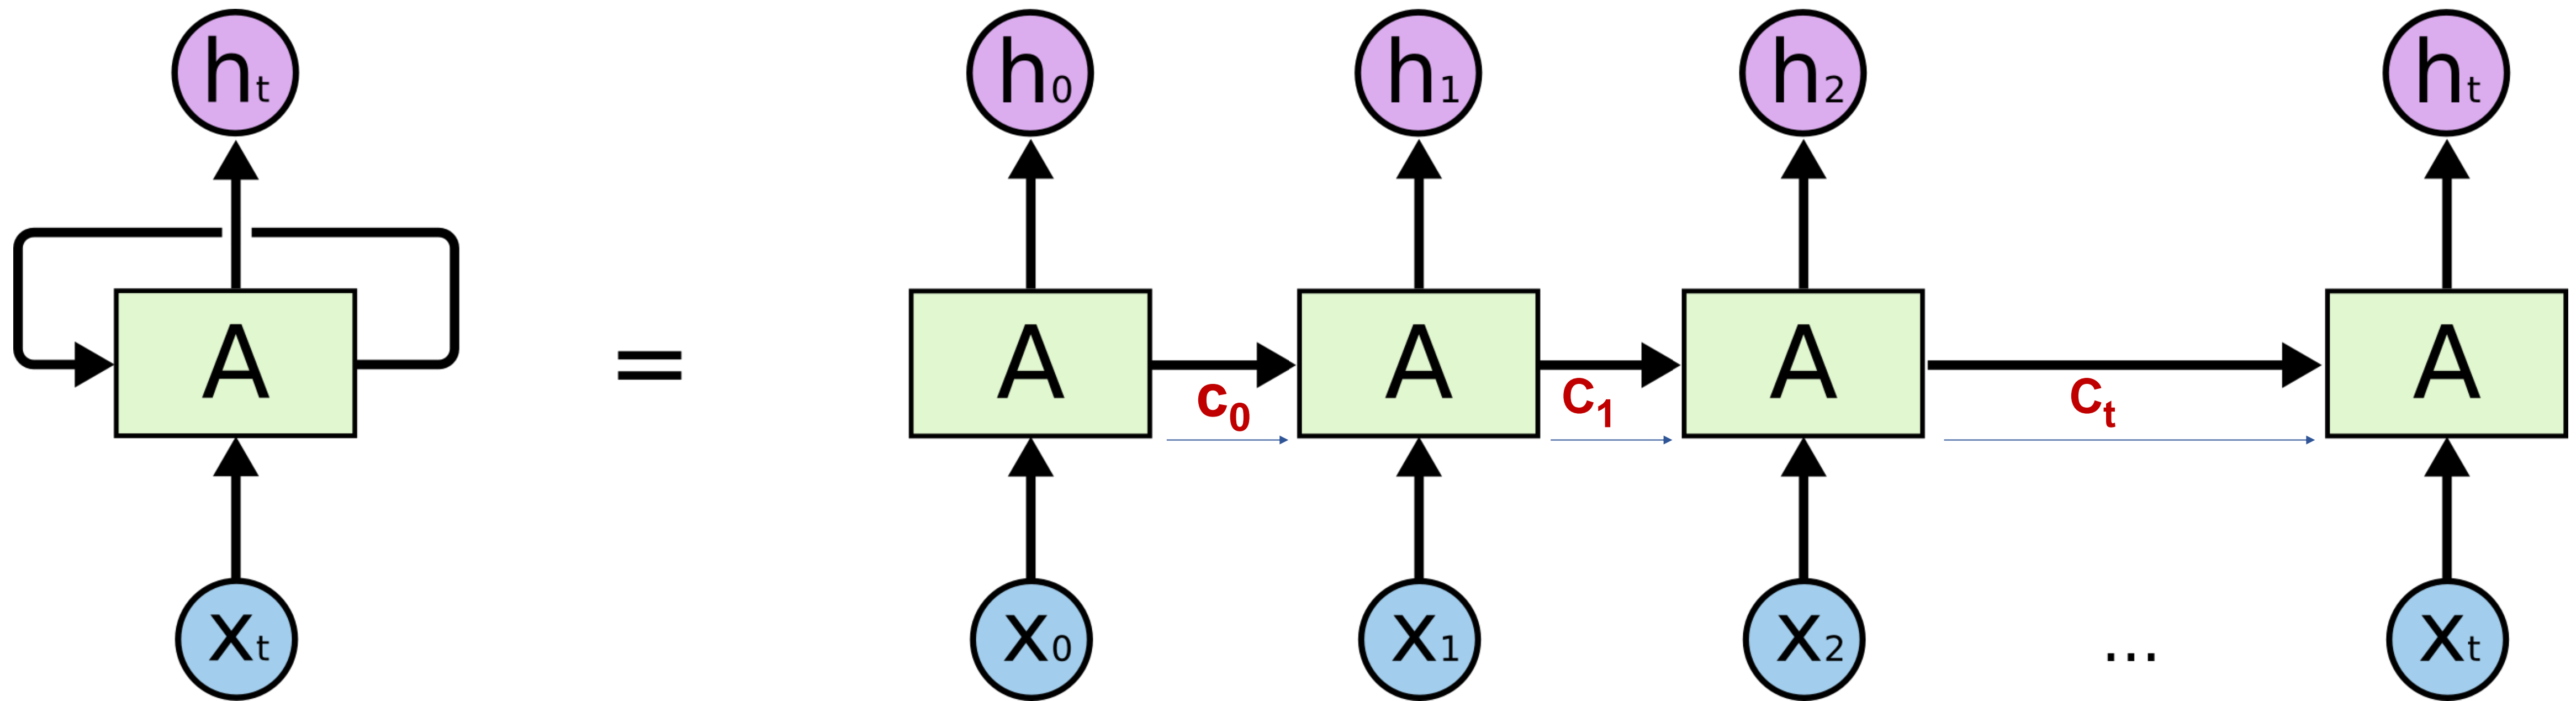 ht h0 h1 h2 ht
A = A A A A
c0 C1 Ct
xt x0 x1 x2 ... xt